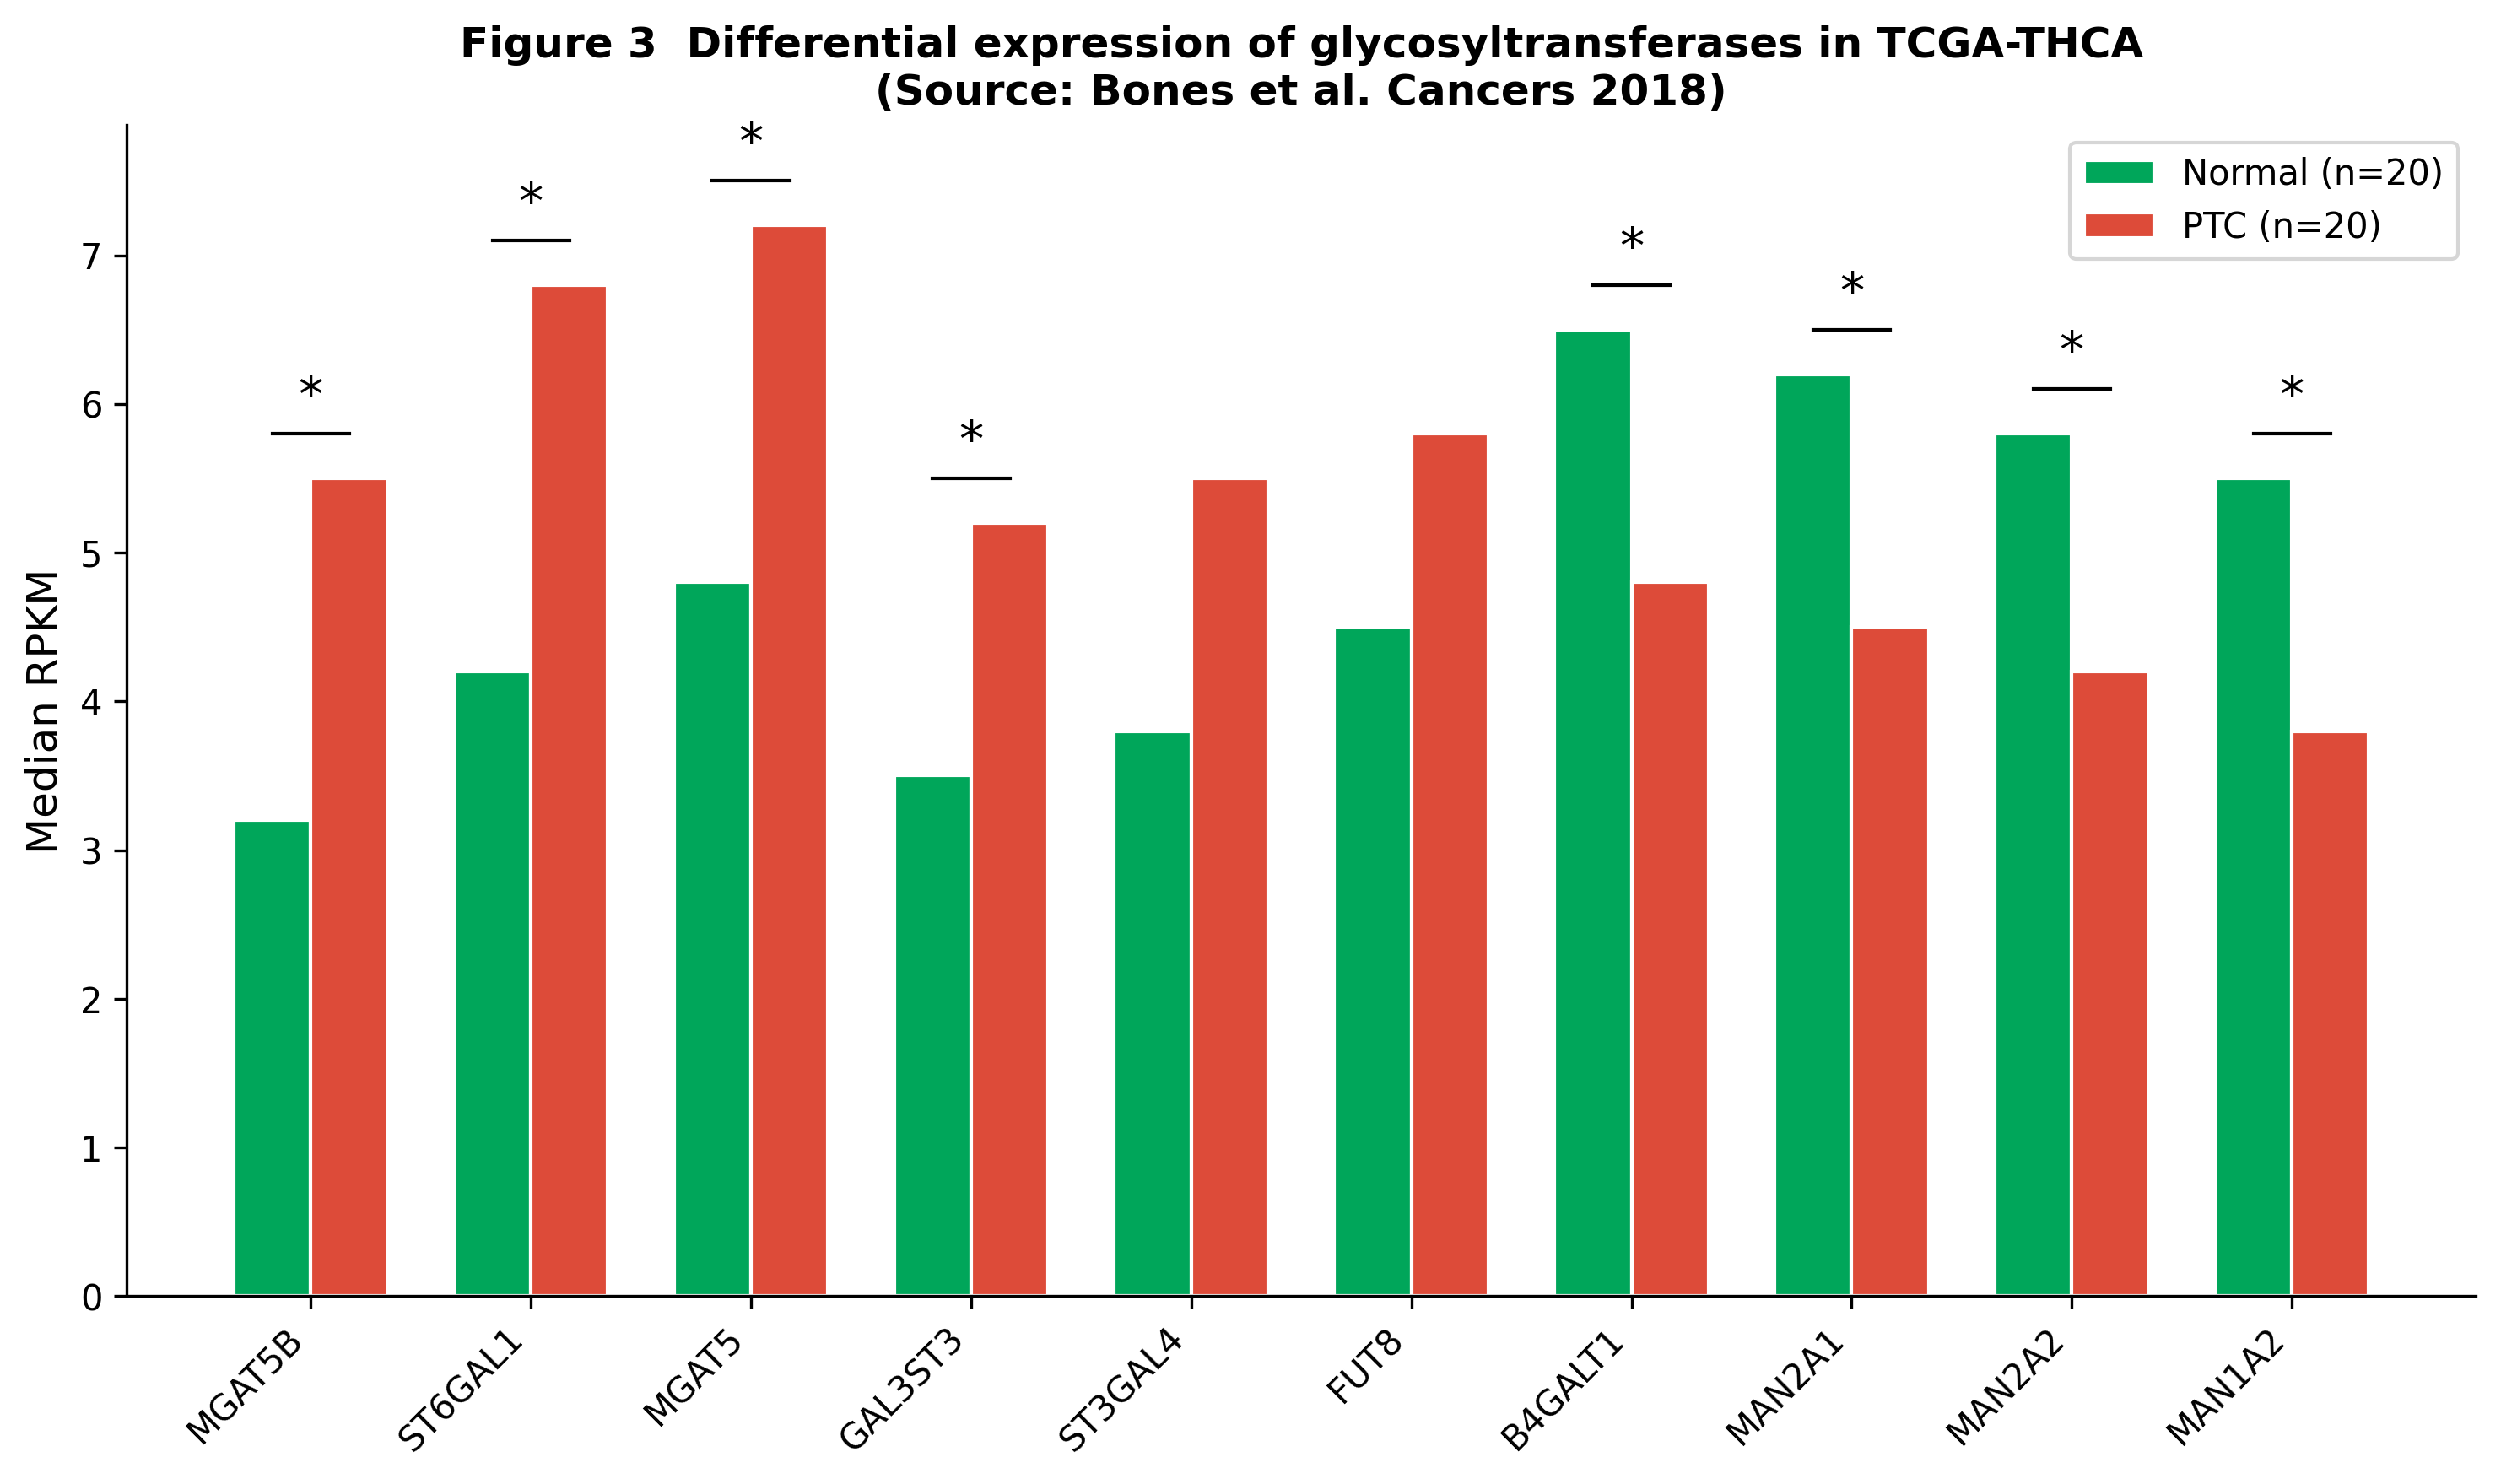 Figure 3  Differential expression of glycosyltransferases in TCGA-THCA
(Source: Bones et al. Cancers 2018)
Median RPKM
7
6
5
4
3
2
1
0
*
*
*
*
*
*
*
*
Normal (n=20)
PTC (n=20)
MGAT5B
ST6GAL1
MGAT5
GAL3ST3
ST3GAL4
FUT8
B4GALT1
MAN2A1
MAN2A2
MAN1A2